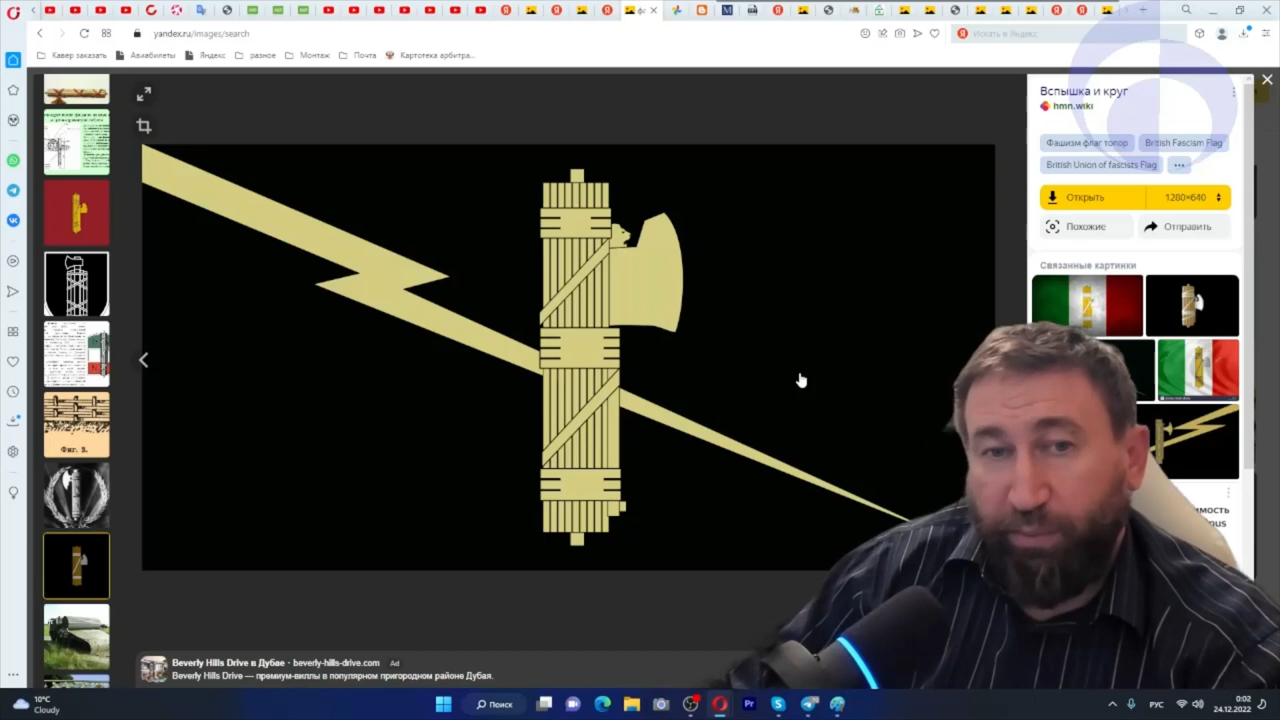 yandex.ru/images/search
Искать в Яндекс
Кавер заказать
Авиабилеты
Яндекс
разное
Монтаж
Почта
Картотека арбитра...
Вспышка и круг
hmn.wiki
Фашизм флаг топор
British Fascism Flag
British Union of fascists Flag
Открыть
1280×640
Похожие
Отправить
Связанные картинки
Фиг. 3.
Beverly Hills Drive в Дубае · beverly-hills-drive.com Ad
Beverly Hills Drive — премиум-виллы в популярном пригородном районе Дубая.
10°C
Cloudy
Поиск
РУС
0:02
24.12.2022